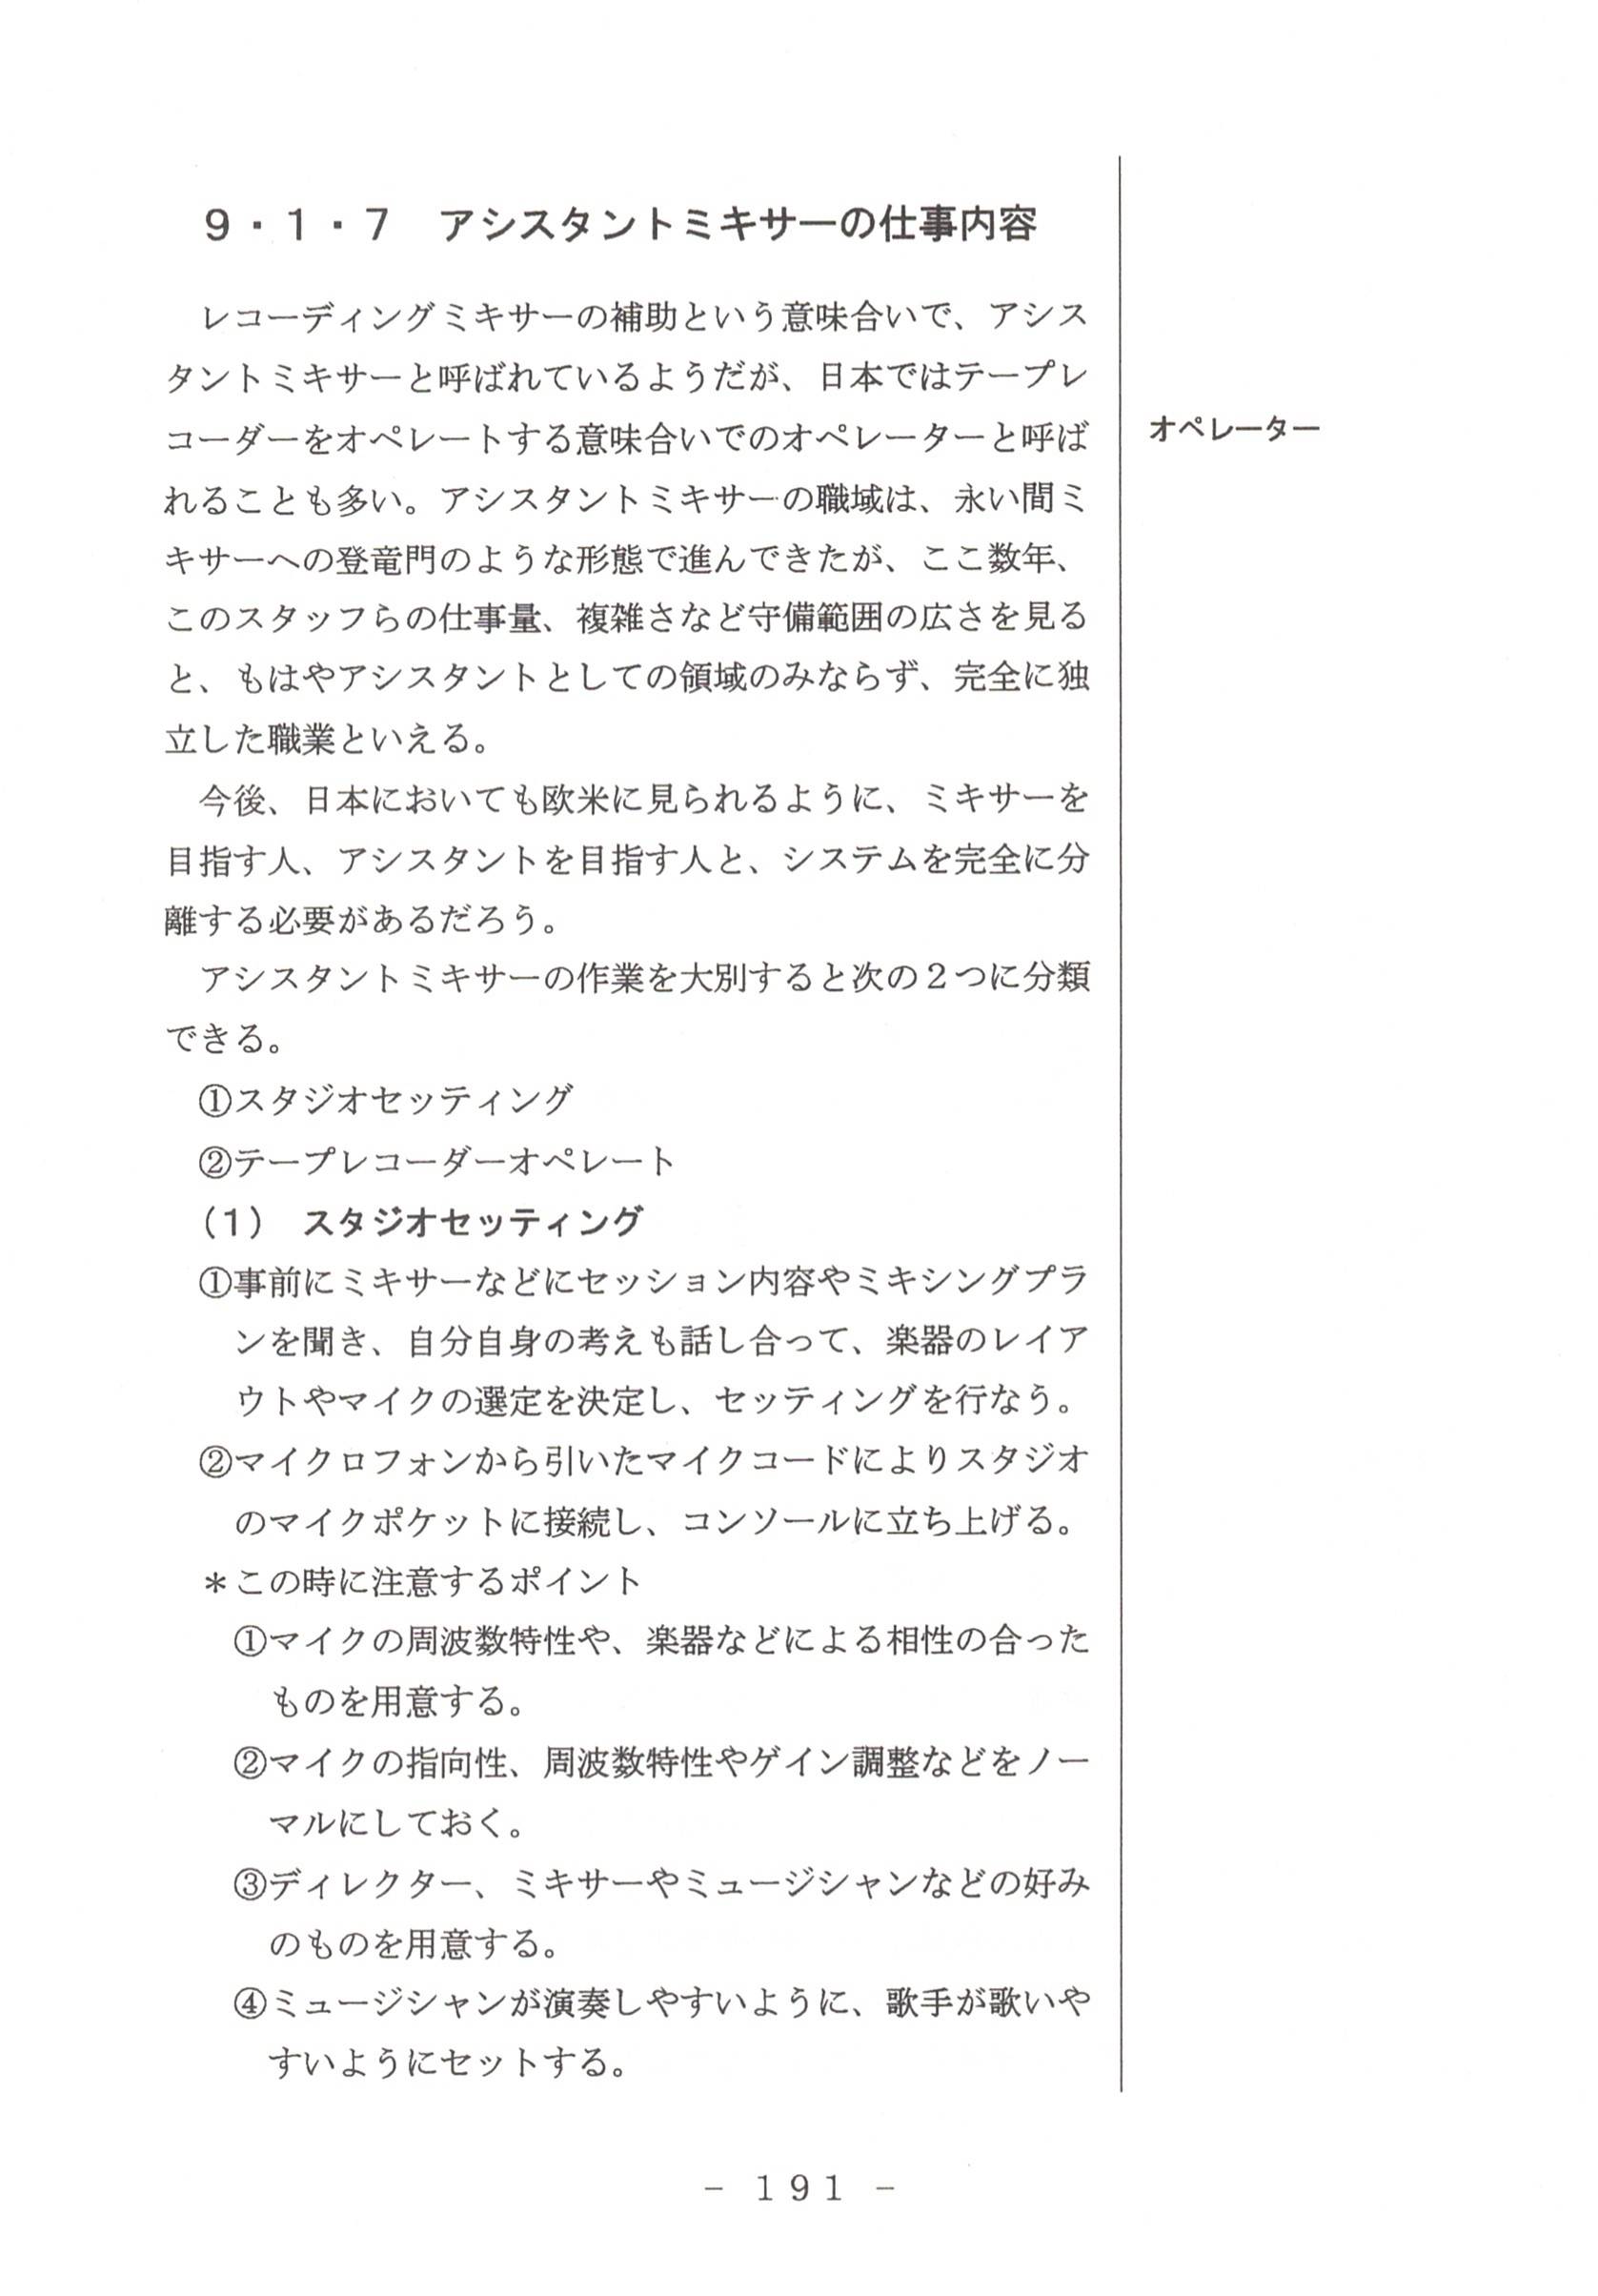 9・1・7　アシスタントミキサーの仕事内容
レコーディングミキサーの補助という意味合いで、アシス
タントミキサーと呼ばれているようだが、日本ではテープレ
コーダーをオペレートする意味合いでのオペレーターと呼ば
オペレーター
れることも多い。アシスタントミキサーの職域は、永い間ミ
キサーへの登竜門のような形態で進んできたが、ここ数年、
このスタッフらの仕事量、複雑さなど守備範囲の広さを見る
と、もはやアシスタントとしての領域のみならず、完全に独
立した職業といえる。
今後、日本においても欧米に見られるように、ミキサーを
目指す人、アシスタントを目指す人と、システムを完全に分
離する必要があるだろう。
アシスタントミキサーの作業を大別すると次の2つに分類
できる。
①スタジオセッティング
②テープレコーダーオペレート
（1）　スタジオセッティング
①事前にミキサーなどにセッション内容やミキシングプラ
ンを聞き、自分自身の考えも話し合って、楽器のレイア
ウトやマイクの選定を決定し、セッティングを行なう。
②マイクロフォンから引いたマイクコードによりスタジオ
のマイクポケットに接続し、コンソールに立ち上げる。
＊この時に注意するポイント
①マイクの周波数特性や、楽器などによる相性の合った
ものを用意する。
②マイクの指向性、周波数特性やゲイン調整などをノー
マルにしておく。
③ディレクター、ミキサーやミュージシャンなどの好み
のものを用意する。
④ミュージシャンが演奏しやすいように、歌手が歌いや
すいようにセットする。
－ 191 －